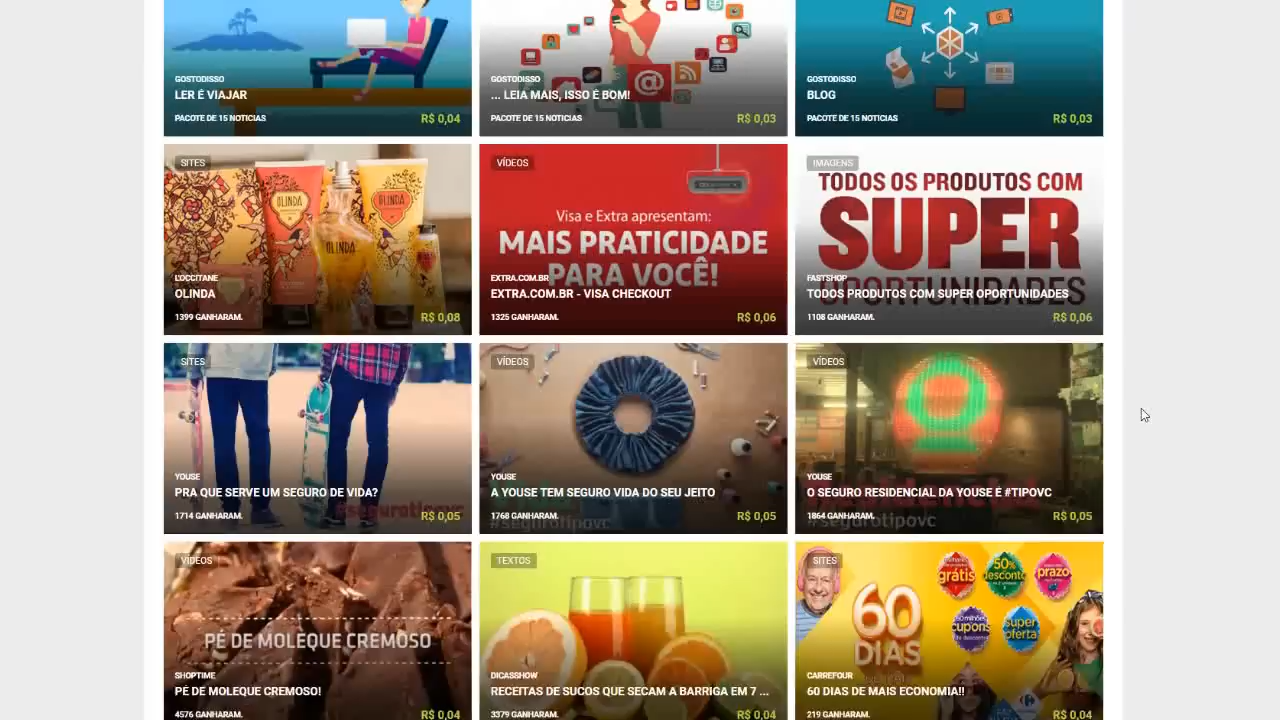 GOSTODISSO
LER É VIAJAR
PACOTE DE 15 NOTICIAS
R$ 0,04
@
GOSTODISSO
... LEIA MAIS, ISSO É BOM!
PACOTE DE 15 NOTICIAS
R$ 0,03
GOSTODISSO
BLOG
PACOTE DE 15 NOTICIAS
R$ 0,03
SITES
OLINDA
OLINDA
OLINDA
L'OCCITANE
OLINDA
1399 GANHARAM.
R$ 0,08
VÍDEOS
Visa e Extra apresentam:
MAIS PRATICIDADE
PARA VOCÊ!
EXTRA.COM.BR
EXTRA.COM.BR - VISA CHECKOUT
1325 GANHARAM.
R$ 0,06
IMAGENS
TODOS OS PRODUTOS COM
SUPER
OPORTUNIDADES
FASTSHOP
TODOS PRODUTOS COM SUPER OPORTUNIDADES
1108 GANHARAM.
R$ 0,06
SITES
YOUSE
PRA QUE SERVE UM SEGURO DE VIDA?
#segurotipovc
1714 GANHARAM.
R$ 0,05
VÍDEOS
YOUSE
A YOUSE TEM SEGURO VIDA DO SEU JEITO
1768 GANHARAM.
#segurotipovc
R$ 0,05
VÍDEOS
YOUSE
O SEGURO RESIDENCIAL DA YOUSE É #TIPOVC
1864 GANHARAM.
#segurotipovc
R$ 0,05
VÍDEOS
PÉ DE MOLEQUE CREMOSO
SHOPTIME
PÉ DE MOLEQUE CREMOSO!
4576 GANHARAM.
R$ 0,04
TEXTOS
DICASSHOW
RECEITAS DE SUCOS QUE SECAM A BARRIGA EM 7 ...
3379 GANHARAM.
R$ 0,04
SITES
grátis
50%
desconto
prazo
60
DIAS
cupons
super
oferta
CARREFOUR
60 DIAS DE MAIS ECONOMIA!!
219 GANHARAM.
R$ 0,04